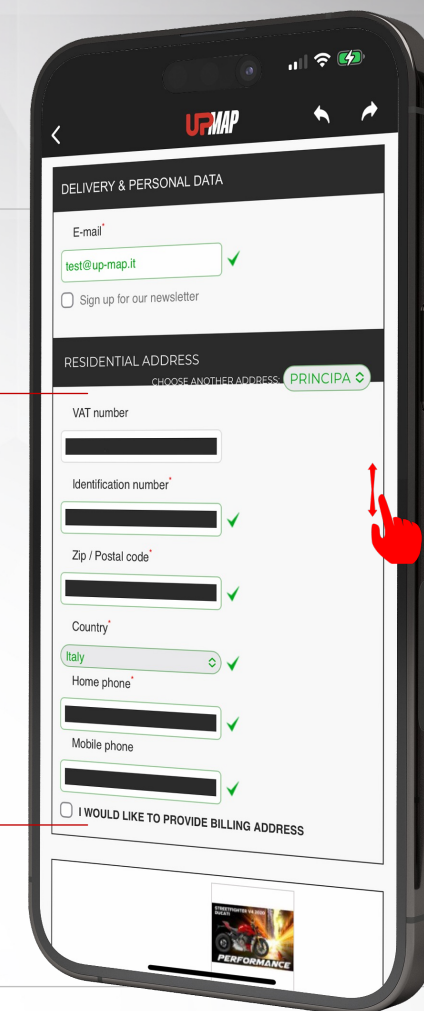 UPMAP
DELIVERY & PERSONAL DATA
E-mail*
test@up-map.it
Sign up for our newsletter
RESIDENTIAL ADDRESS
CHOOSE ANOTHER ADDRESS: PRINCIPA
VAT number
Identification number*
Zip / Postal code*
Country*
Italy
Home phone*
Mobile phone
I WOULD LIKE TO PROVIDE BILLING ADDRESS
STREETFIGHTER V4 2020
DUCATI
PERFORMANCE